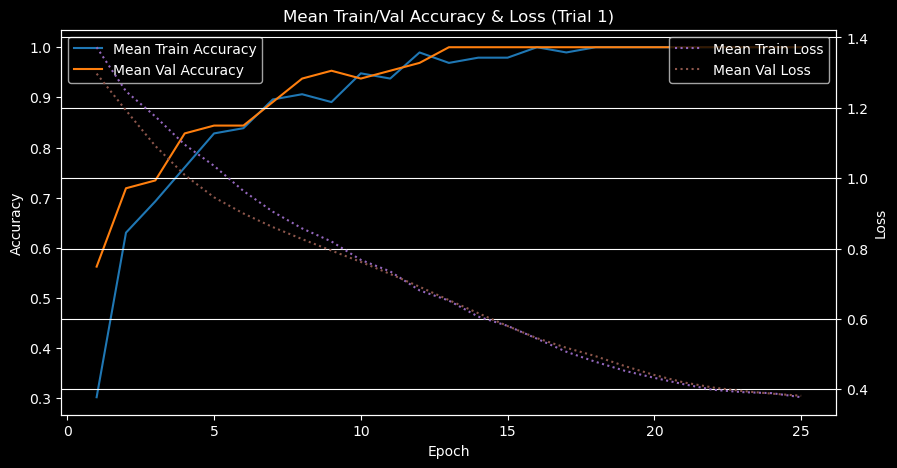 Mean Train/Val Accuracy & Loss (Trial 1)
Mean Train Accuracy
Mean Val Accuracy
Mean Train Loss
Mean Val Loss
Accuracy
1.0
0.9
0.8
0.7
0.6
0.5
0.4
0.3
Loss
1.4
1.2
1.0
0.8
0.6
0.4
0 5 10 15 20 25
Epoch